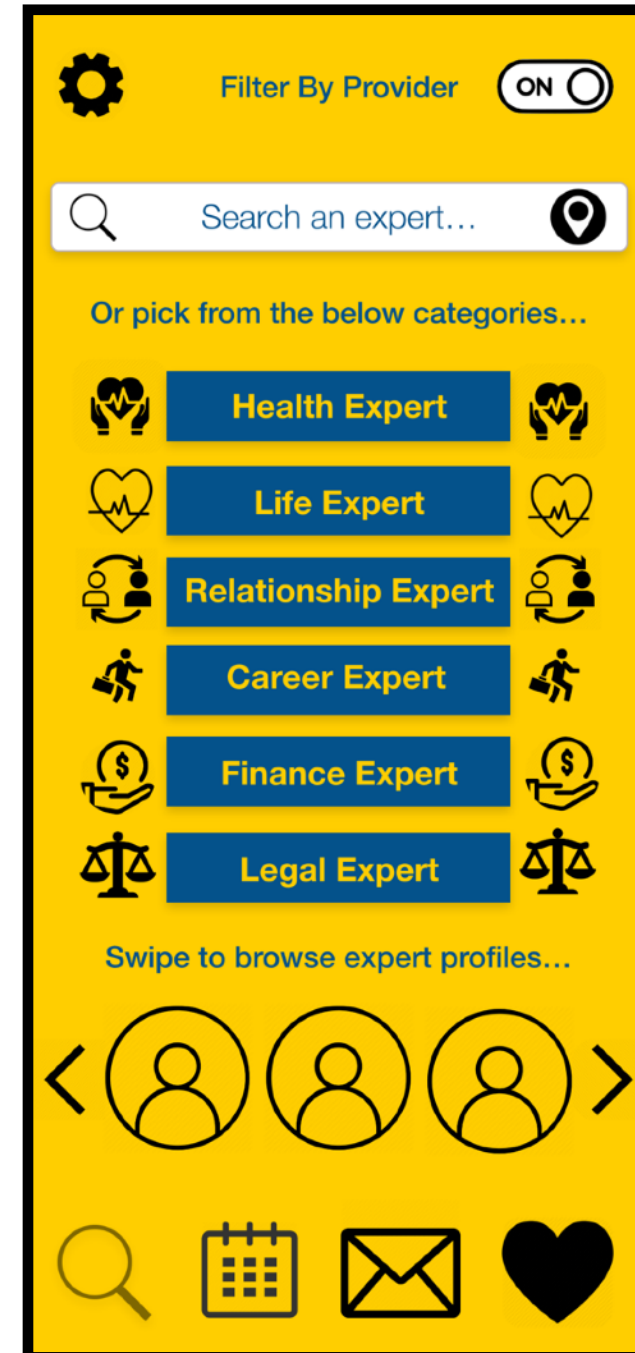 Filter By Provider ON
Search an expert...
Or pick from the below categories...
Health Expert
Life Expert
Relationship Expert
Career Expert
$ Finance Expert $
Legal Expert
Swipe to browse expert profiles...